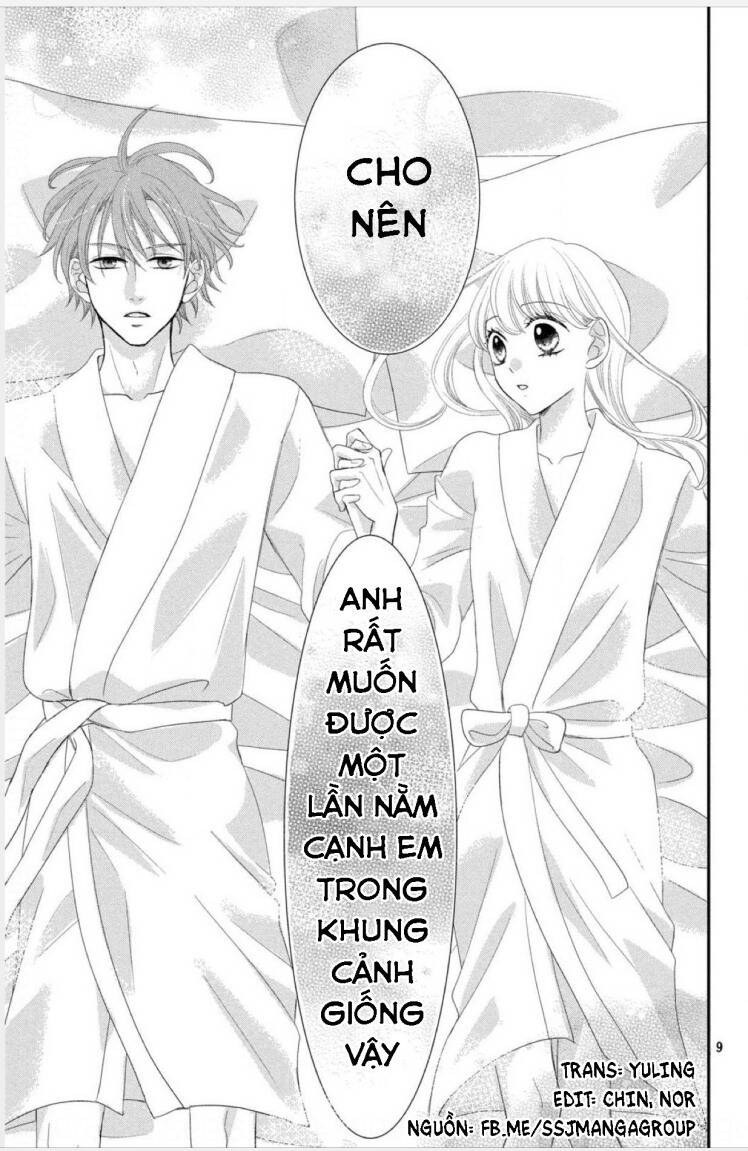 CHO
NÊN
ANH
RẤT
MUỐN
ĐƯỢC
MỘT
LẦN NẰM
CẠNH EM
TRONG
KHUNG
CẢNH
GIỐNG
VẬY
9
TRANS: YULING
EDIT: CHIN, NOR
NGUỒN: FB.ME/SSJMANGAGROUP